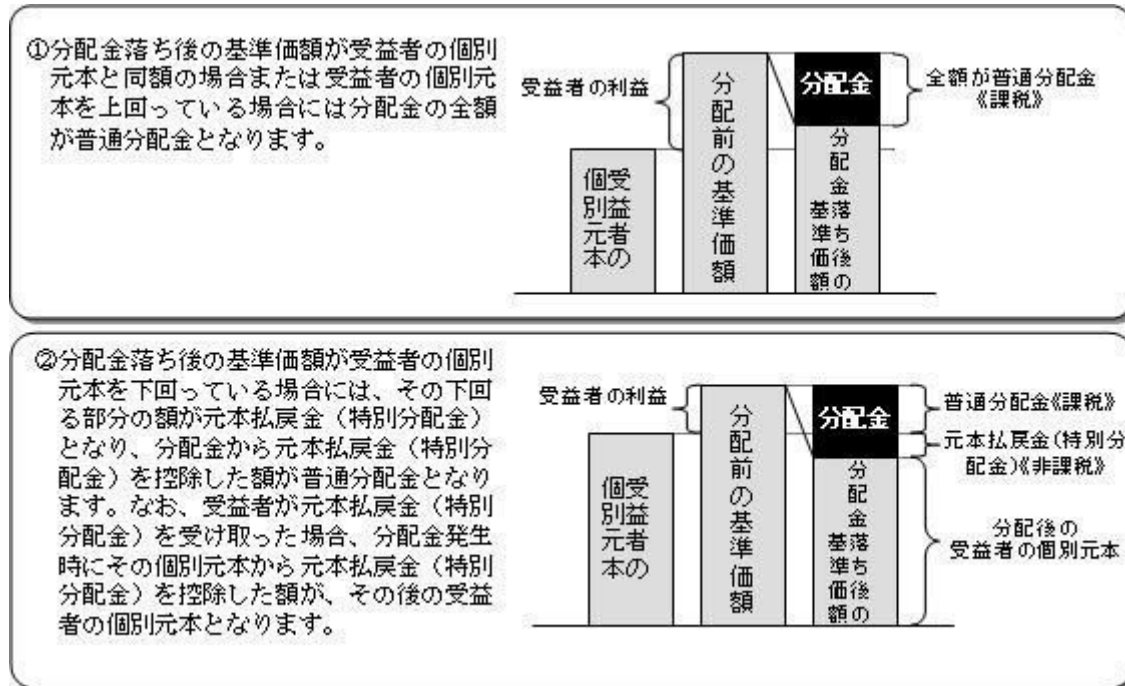 ①分配金落ち後の基準価額が受益者の個別
元本と同額の場合または受益者の個別元
本を上回っている場合には分配金の全額
が普通分配金となります。
受益者の利益
受益者の
個別元本
分配前の基準価額
分配金
分配金落ち後の
基準価額
全額が普通分配金
《課税》
②分配金落ち後の基準価額が受益者の個別
元本を下回っている場合には、その下回
る部分の額が元本払戻金（特別分配金）
となり、分配金から元本払戻金（特別分
配金）を控除した額が普通分配金となり
ます。なお、受益者が元本払戻金（特別
分配金）を受け取った場合、分配金発生
時にその個別元本から元本払戻金（特別
分配金）を控除した額が、その後の受益
者の個別元本となります。
受益者の利益
受益者の
個別元本
分配前の基準価額
分配金
分配金落ち後の
基準価額
普通分配金《課税》
元本払戻金(特別分
配金)《非課税》
分配後の
受益者の個別元本